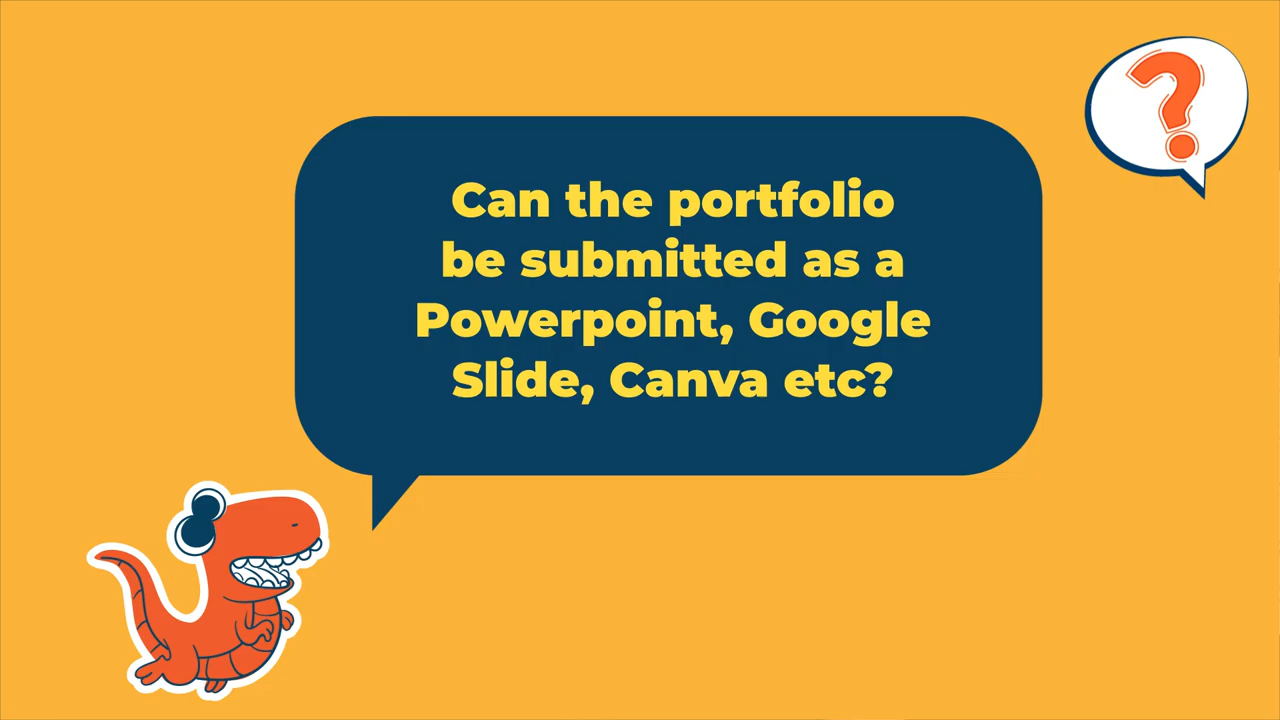 Can the portfolio
be submitted as a
Powerpoint, Google
Slide, Canva etc?
?